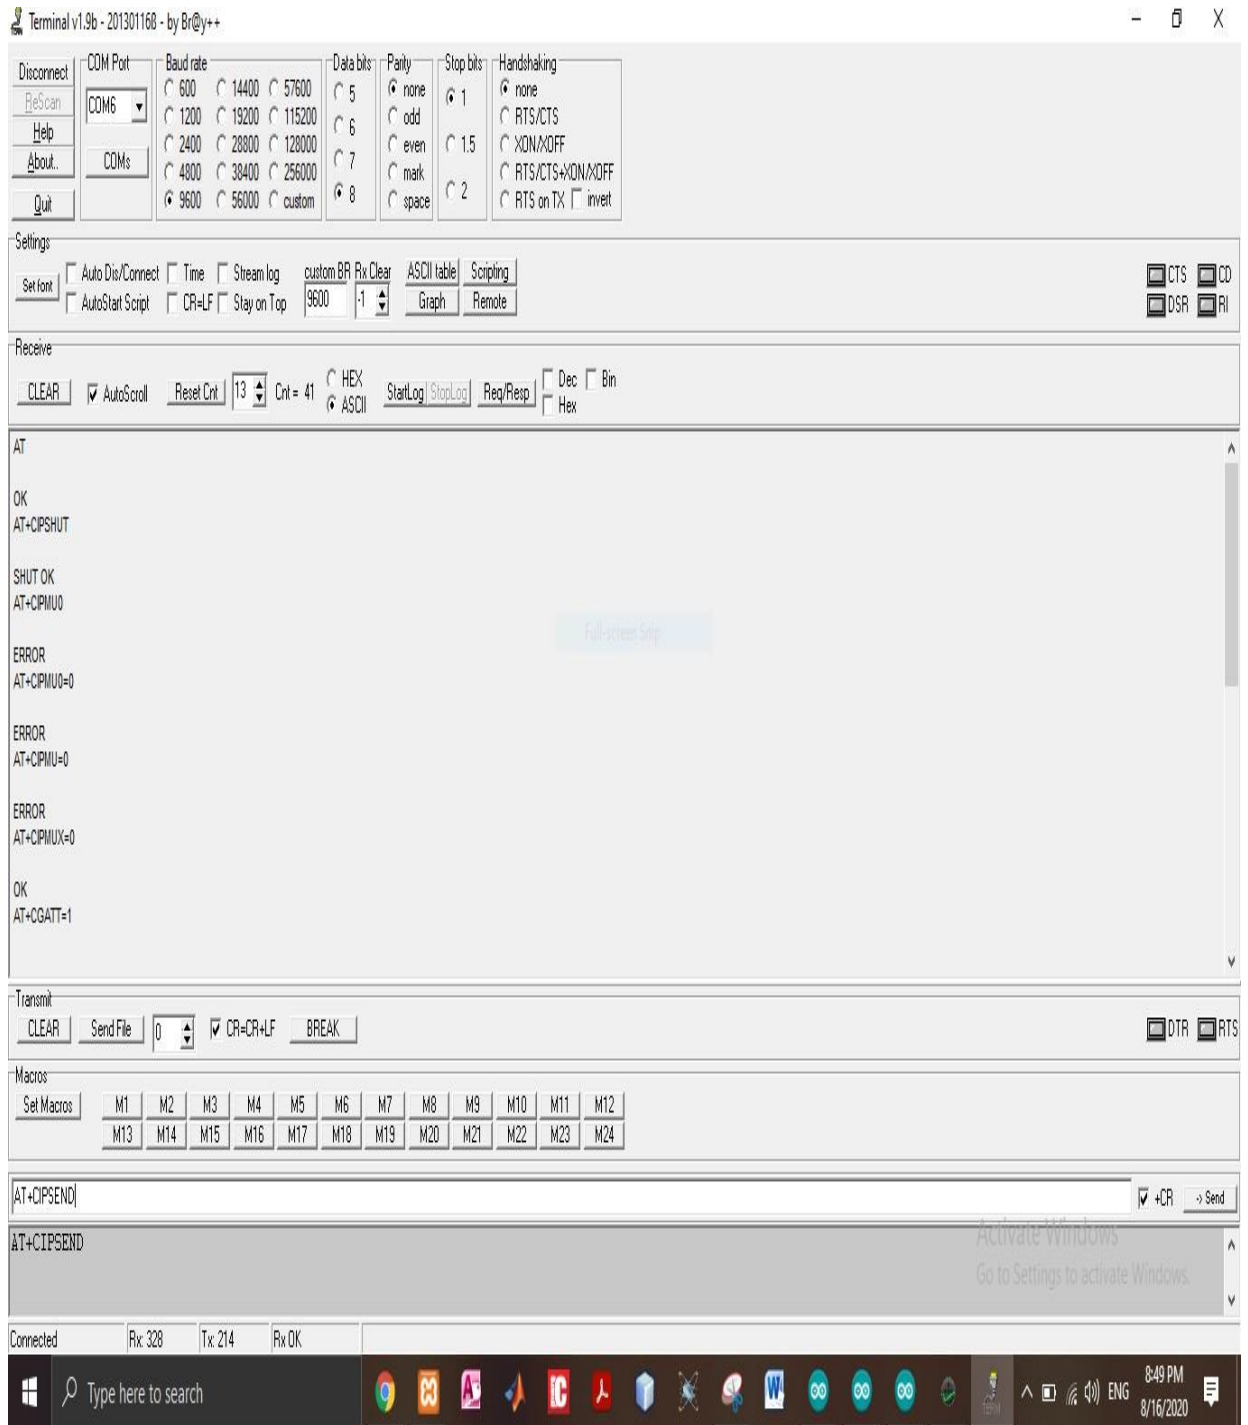 Terminal v1.9b - 20130116ß - by Br@y++
Disconnect
ReScan
Help
About..
Quit
COM Port
COM6
COMs
Baud rate
600 14400 57600
1200 19200 115200
2400 28800 128000
4800 38400 256000
9600 56000 custom
Data bits
5
6
7
8
Parity
none
odd
even
mark
space
Stop bits
1
1.5
2
Handshaking
none
RTS/CTS
XON/XOFF
RTS/CTS+XON/XOFF
RTS on TX invert
Settings
Set font
Auto Dis/Connect Time Stream log
AutoStart Script CR=LF Stay on Top
custom BR Rx Clear
9600 -1
ASCII table Scripting
Graph Remote
CTS CD
DSR RI
Receive
CLEAR AutoScroll Reset Cnt 13 Cnt = 41
HEX
ASCII
StartLog StopLog Req/Resp
Dec Bin
Hex
AT
OK
AT+CIPSHUT
SHUT OK
AT+CIPMU0
ERROR
AT+CIPMU0=0
ERROR
AT+CIPMU=0
ERROR
AT+CIPMUX=0
OK
AT+CGATT=1
Full-screen Snip
Transmit
CLEAR Send File 0 CR=CR+LF BREAK
DTR RTS
Macros
Set Macros
M1 M2 M3 M4 M5 M6 M7 M8 M9 M10 M11 M12
M13 M14 M15 M16 M17 M18 M19 M20 M21 M22 M23 M24
AT+CIPSEND
+CR -> Send
AT+CIPSEND
Activate Windows
Go to Settings to activate Windows.
Connected Rx: 328 Tx: 214 Rx OK
Type here to search
ENG
8:49 PM
8/16/2020